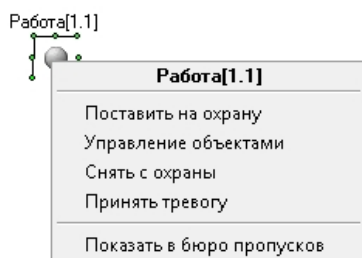 Работа[1.1]
Работа[1.1]
Поставить на охрану
Управление объектами
Снять с охраны
Принять тревогу
Показать в бюро пропусков